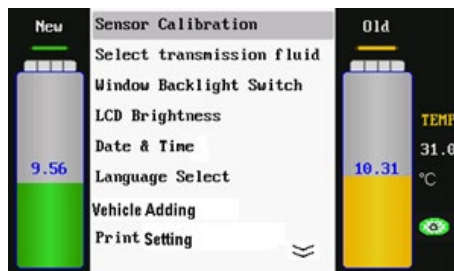 New
9.56
Sensor Calibration
Select transmission fluid
Window Backlight Switch
LCD Brightness
Date & Time
Language Select
Vehicle Adding
Print Setting
Old
10.31
TEMP
31.0
°C